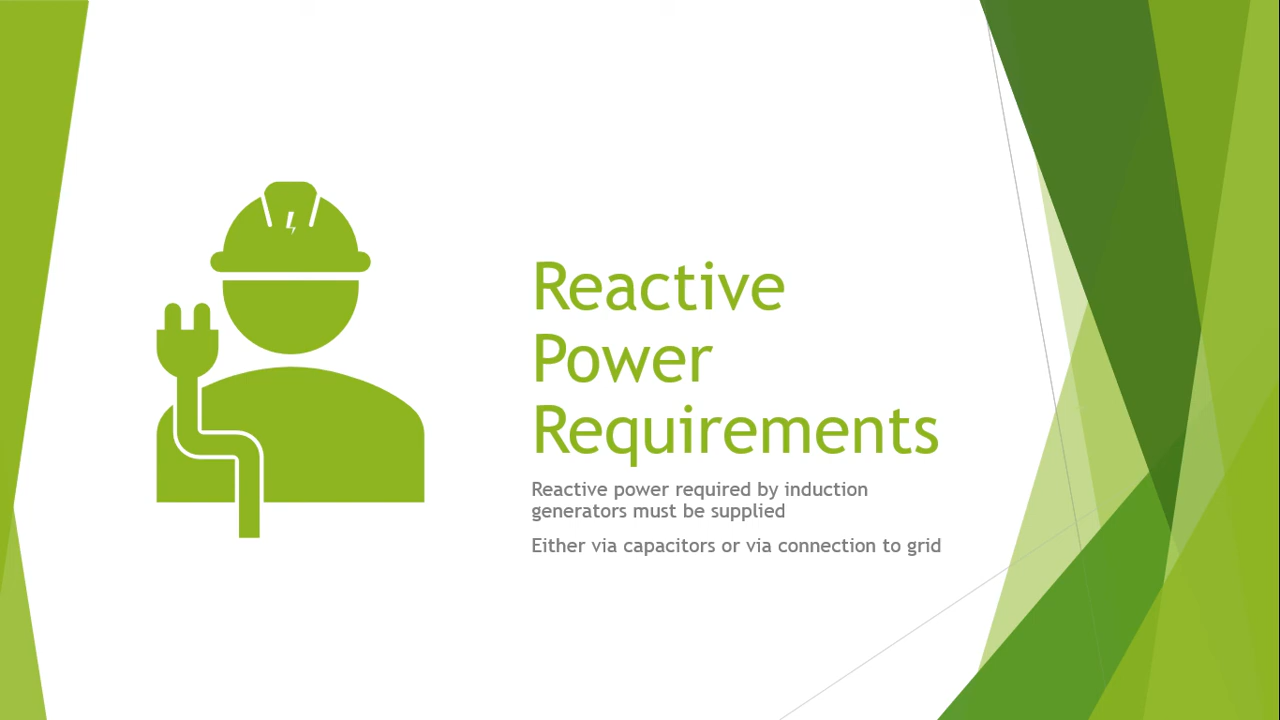 Reactive
Power
Requirements
Reactive power required by induction
generators must be supplied
Either via capacitors or via connection to grid